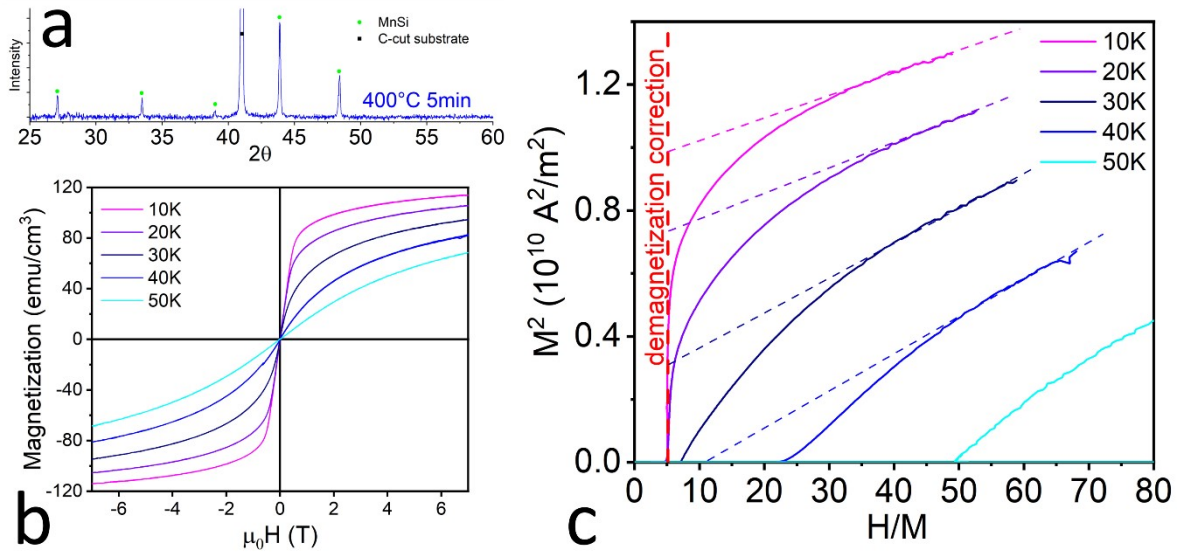 a
MnSi
C-cut substrate
Intensity
400°C 5min
25 30 35 40 45 50 55 60
2θ
120
80
40
0
-40
-80
-120
Magnetization (emu/cm³)
10K
20K
30K
40K
50K
-6 -4 -2 0 2 4 6
μ₀H (T)
b
1.2
0.8
0.4
0.0
M² (10¹⁰ A²/m²)
demagnetization correction
10K
20K
30K
40K
50K
0 10 20 30 40 50 60 70 80
H/M
c